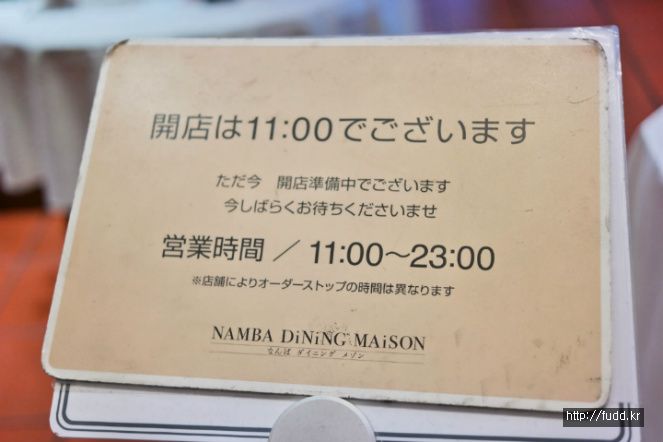 開店は11:00でございます
ただ今　開店準備中でございます
今しばらくお待ちくださいませ
営業時間 ／ 11:00～23:00
※店舗によりオーダーストップの時間は異なります
NAMBA DiNiNG MAiSON
なんば ダイニング メゾン
http://fudd.kr